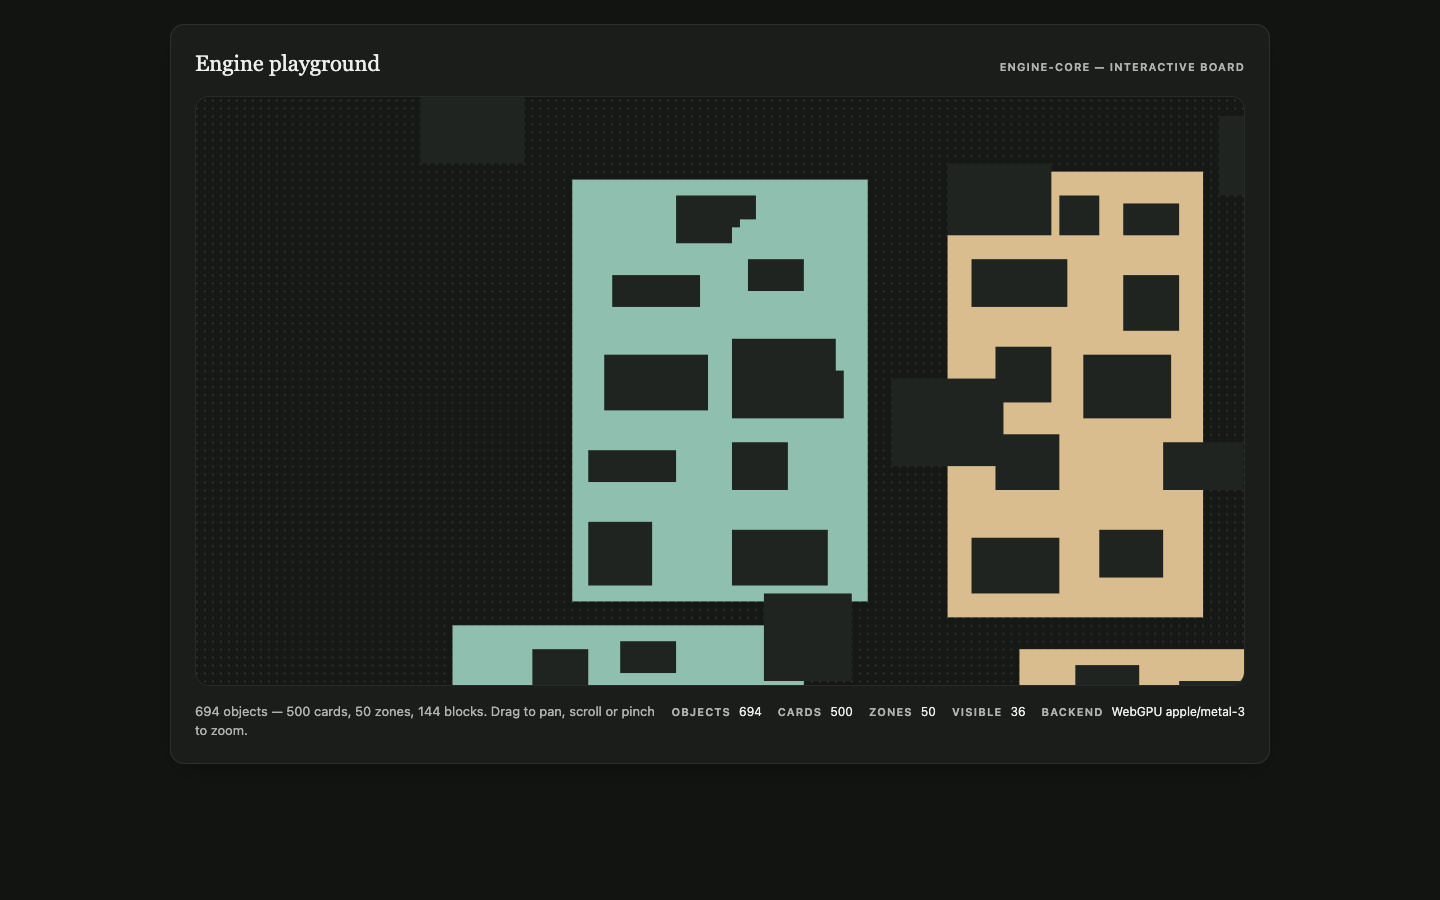 Engine playground
ENGINE-CORE — INTERACTIVE BOARD
694 objects — 500 cards, 50 zones, 144 blocks. Drag to pan, scroll or pinch
to zoom.
OBJECTS 694 CARDS 500 ZONES 50 VISIBLE 36 BACKEND WebGPU apple/metal-3